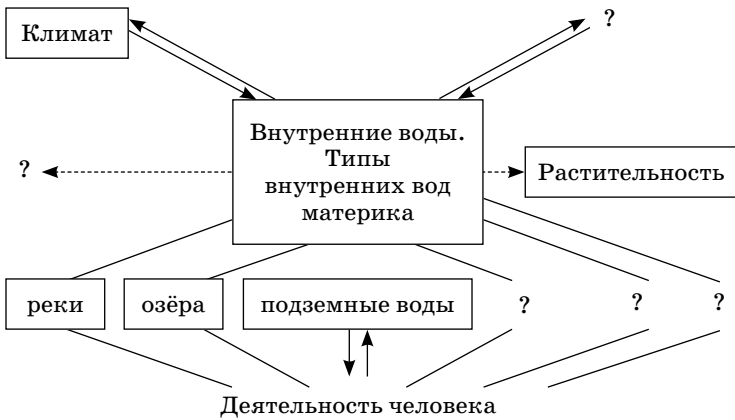 Климат
?
Внутренние воды.
Типы
внутренних вод
материка
?
Растительность
реки
озёра
подземные воды
?
?
?
Деятельность человека